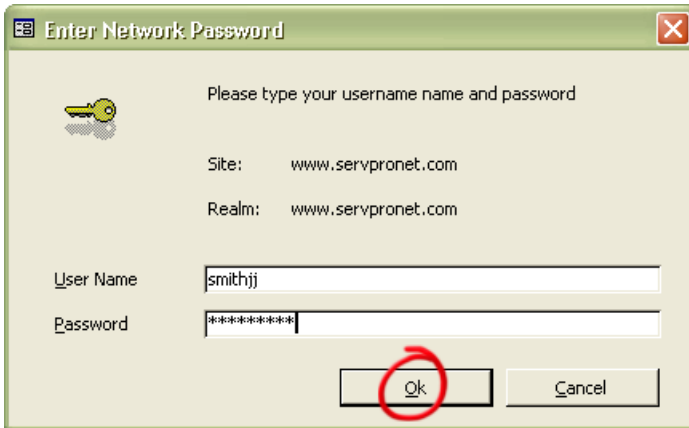 Enter Network Password
Please type your username name and password
Site: www.servpronet.com
Realm: www.servpronet.com
User Name smithjj
Password *********
Ok Cancel